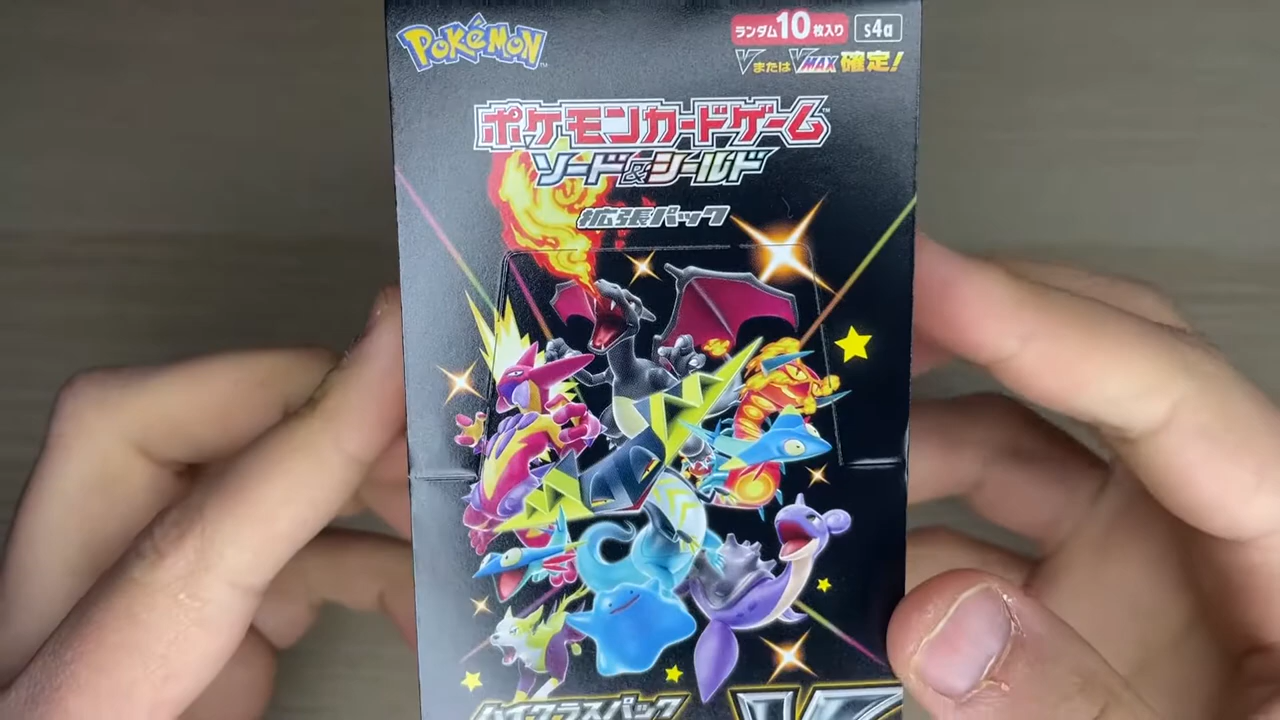 POKéMON
ランダム10枚入り
s4a
VまたはVMAX確定!
ポケモンカードゲーム
ソード&シールド
拡張パック
ハイクラスパック